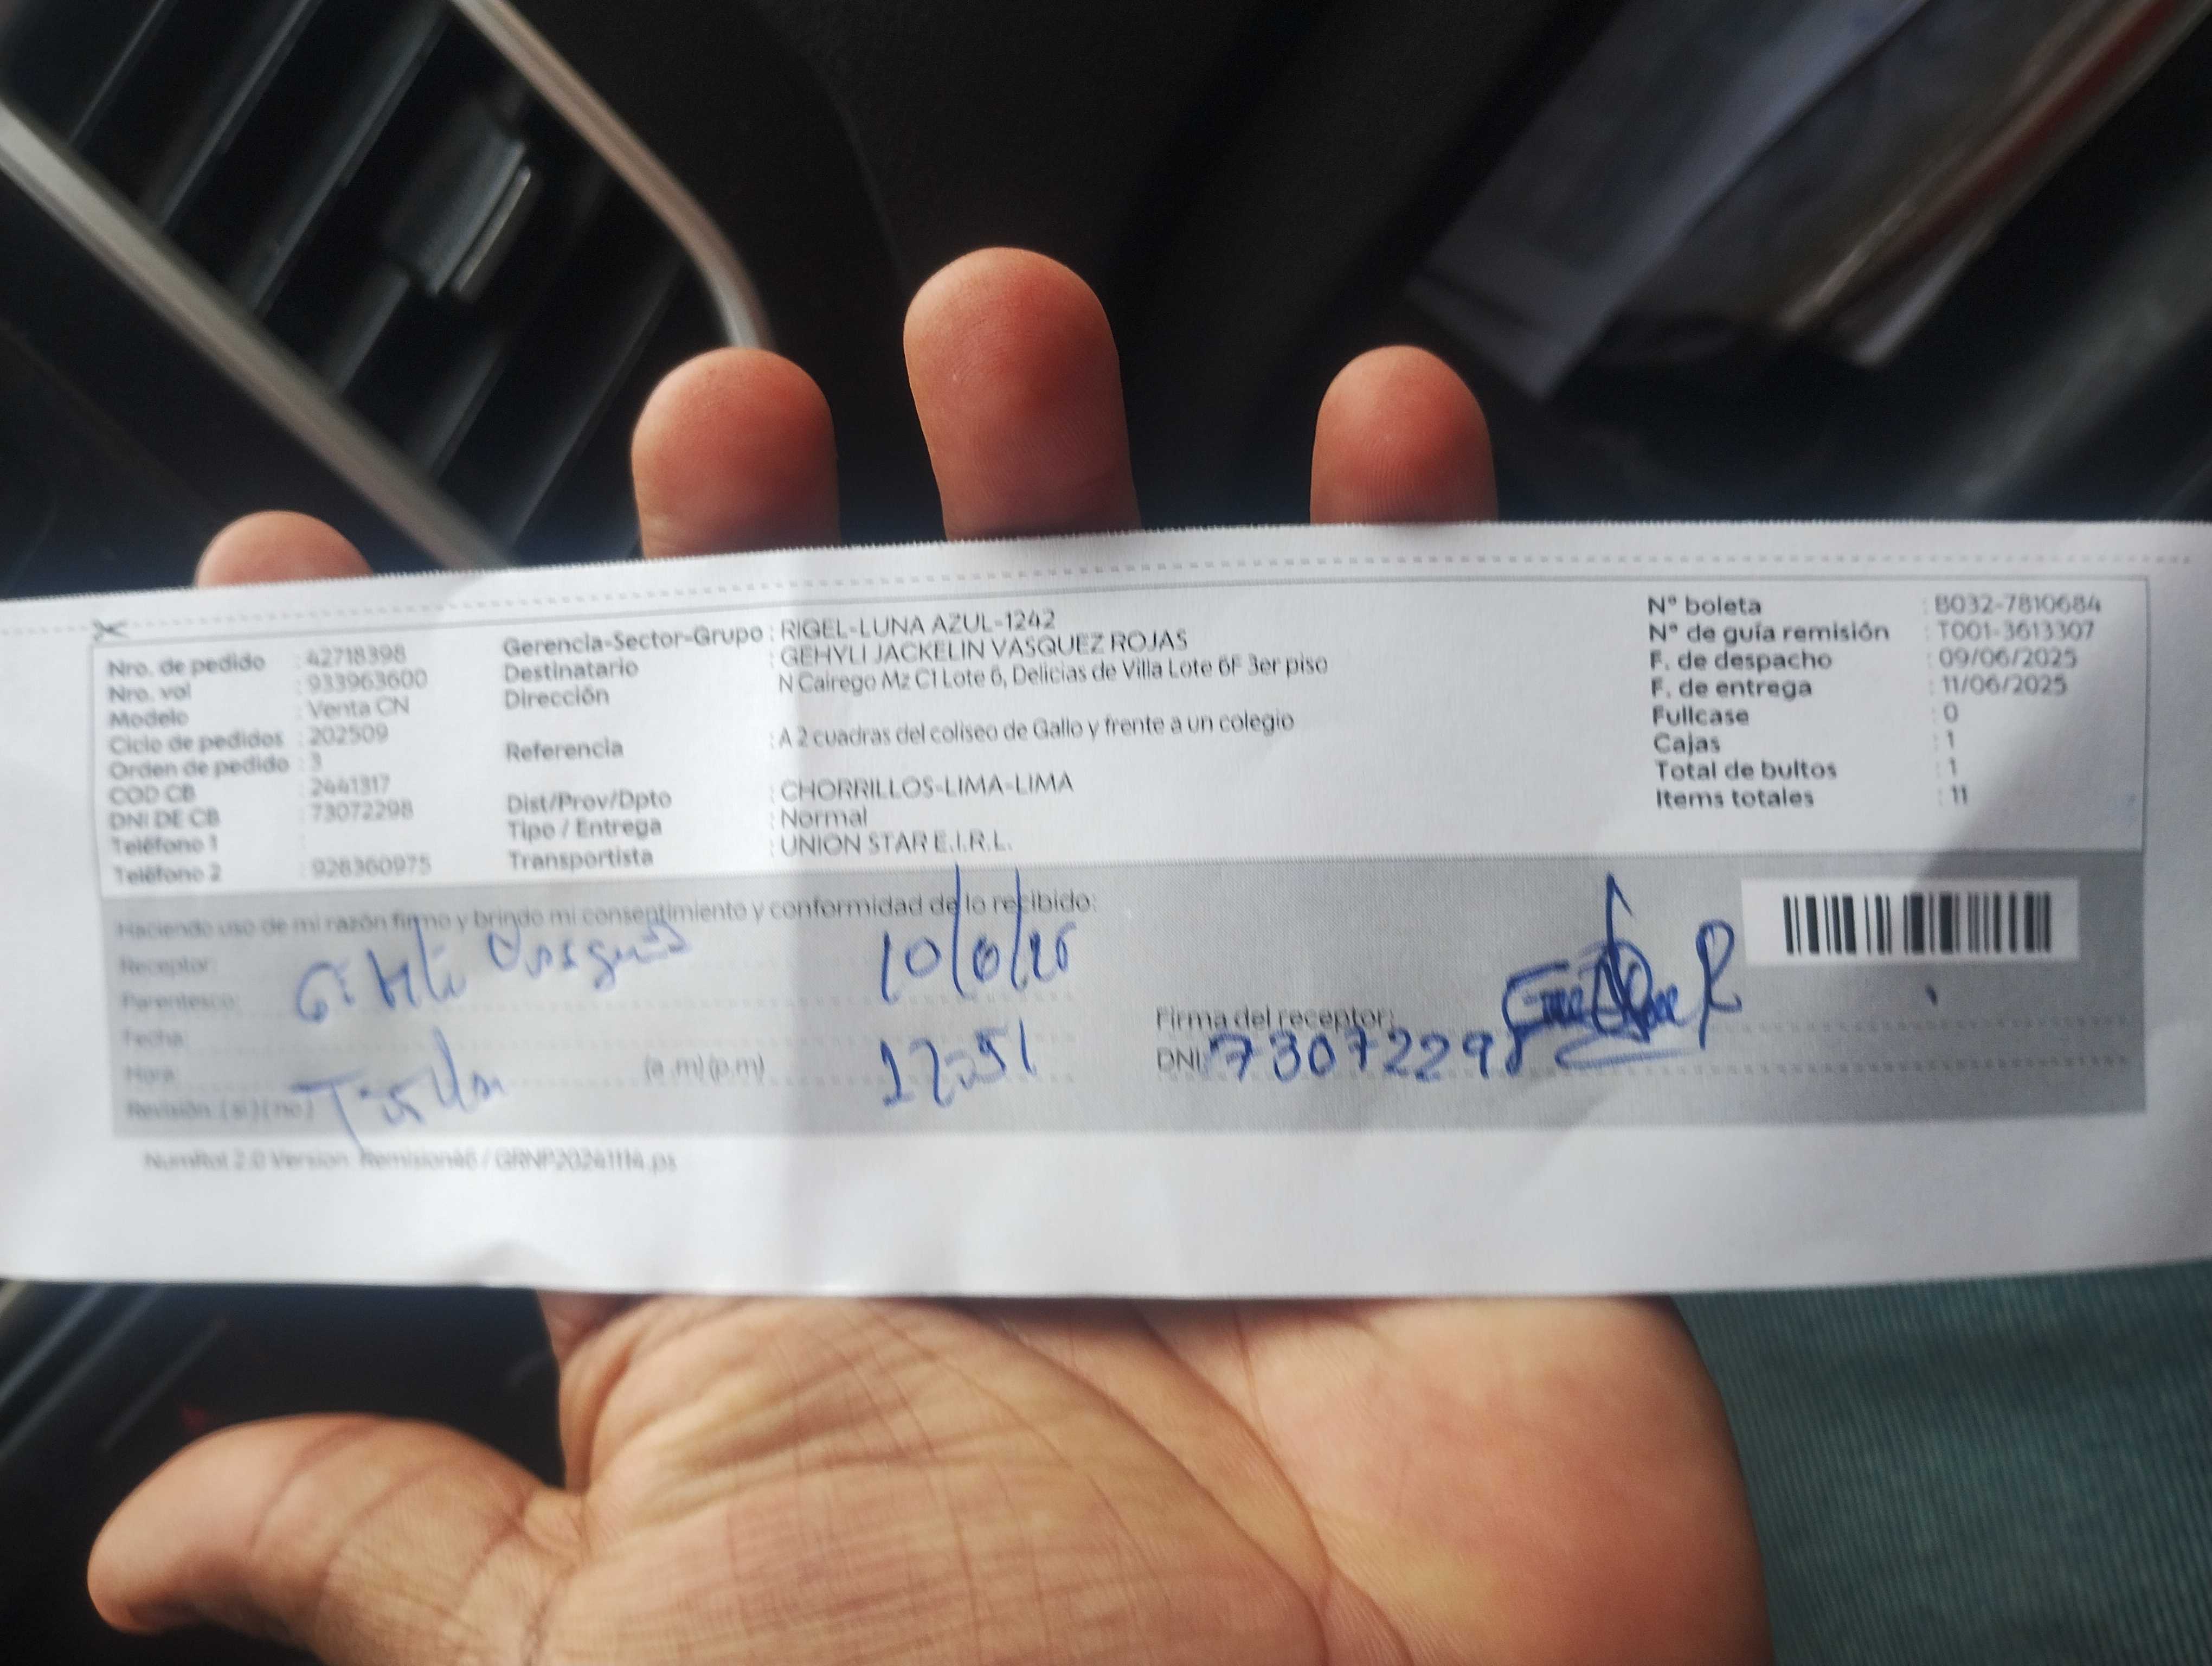 Nro. de pedido : 42718398
Nro. vol : 933963600
Modelo : Venta CN
Ciclo de pedidos : 202509
Orden de pedido : 3
COD CB : 2441317
DNI DE CB : 73072298
Teléfono 1 :
Teléfono 2 : 928360975
Gerencia-Sector-Grupo : RIGEL-LUNA AZUL-1242
Destinatario : GEHYLI JACKELIN VASQUEZ ROJAS
Dirección : N Cairego Mz C1 Lote 6, Delicias de Villa Lote 6F 3er piso
Referencia : A 2 cuadras del coliseo de Gallo y frente a un colegio
Dist/Prov/Dpto : CHORRILLOS-LIMA-LIMA
Tipo / Entrega : Normal
Transportista : UNION STAR E.I.R.L.
N° boleta : B032-7810684
N° de guía remisión : T001-3613307
F. de despacho : 09/06/2025
F. de entrega : 11/06/2025
Fullcase : 0
Cajas : 1
Total de bultos : 1
Items totales : 11
Haciendo uso de mi razón firmo y brindo mi consentimiento y conformidad de lo recibido:
Receptor:
Parentesco:
Fecha:
Hora: (a.m) (p.m)
Revisión: (si) (no)
10/6/25
12:51
Firma del receptor:
DNI: 73072298
NumRol 2.0 Version: Remision46 / GRNP20241114.ps